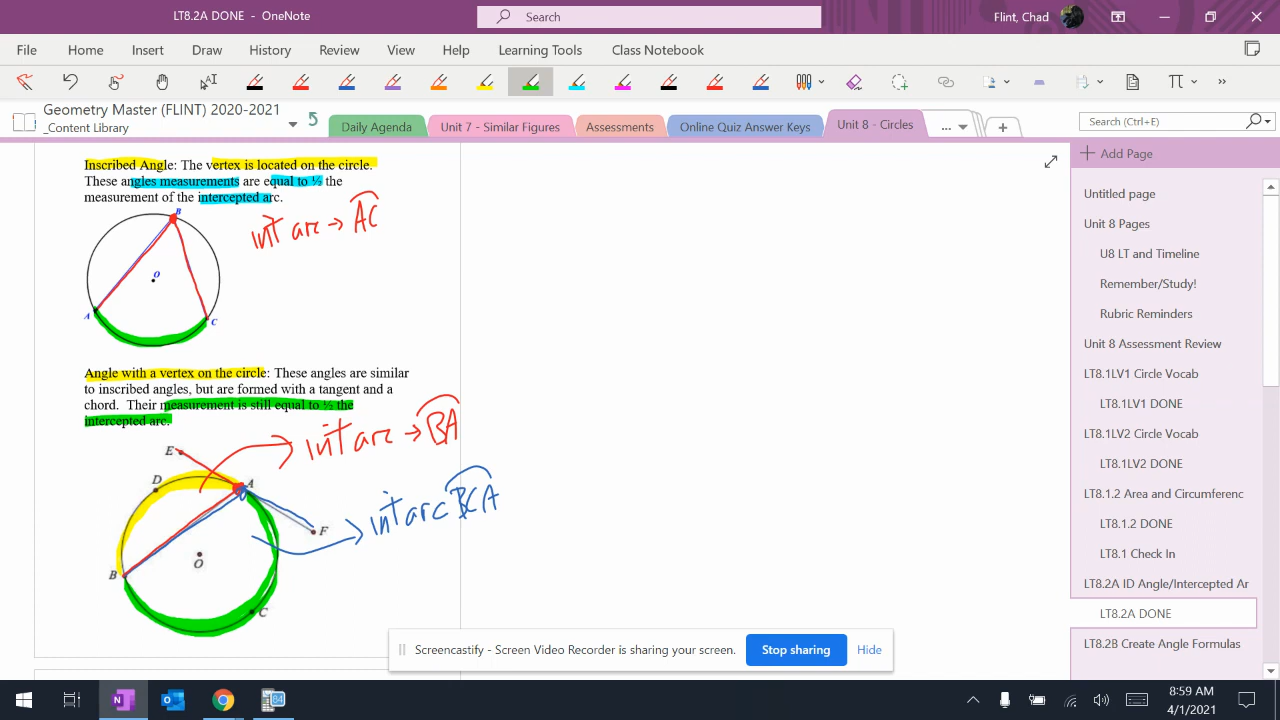 LT8.2A DONE - OneNote
Search
Flint, Chad
File Home Insert Draw History Review View Help Learning Tools Class Notebook
Geometry Master (FLINT) 2020-2021
_Content Library
Daily Agenda Unit 7 - Similar Figures Assessments Online Quiz Answer Keys Unit 8 - Circles ... +
Search (Ctrl+E)
Inscribed Angle: The vertex is located on the circle.
These angles measurements are equal to ½ the
measurement of the intercepted arc.
int arc → AC
B
O
A
C
Angle with a vertex on the circle: These angles are similar
to inscribed angles, but are formed with a tangent and a
chord. Their measurement is still equal to ½ the
intercepted arc.
int arc → BA
E
D
A
int arc BCA
F
O
B
C
Add Page
Untitled page
Unit 8 Pages
U8 LT and Timeline
Remember/Study!
Rubric Reminders
Unit 8 Assessment Review
LT8.1LV1 Circle Vocab
LT8.1LV1 DONE
LT8.1LV2 Circle Vocab
LT8.1LV2 DONE
LT8.1.2 Area and Circumferenc
LT8.1.2 DONE
LT8.1 Check In
LT8.2A ID Angle/Intercepted Ar
LT8.2A DONE
LT8.2B Create Angle Formulas
Screencastify - Screen Video Recorder is sharing your screen.
Stop sharing
Hide
8:59 AM
4/1/2021